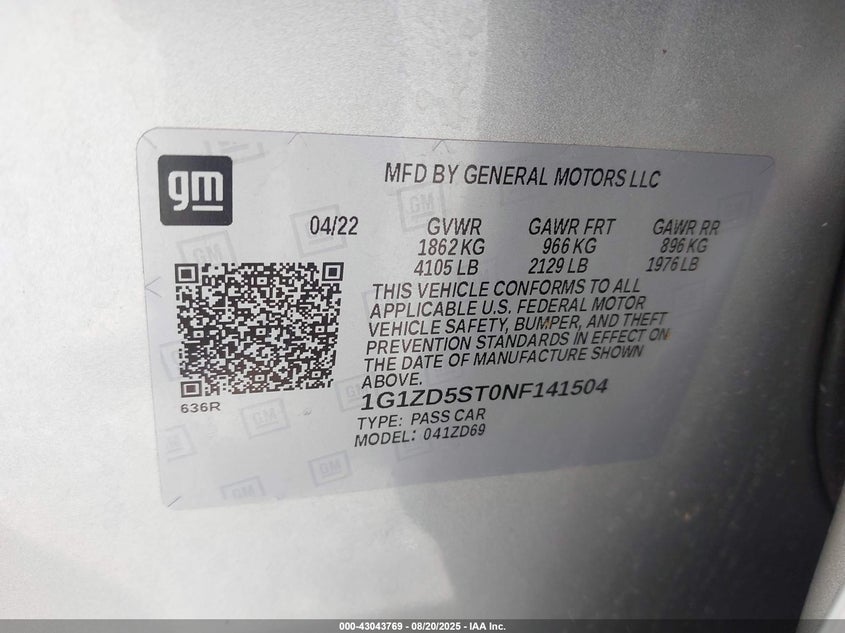 gm
MFD BY GENERAL MOTORS LLC
04/22 GVWR GAWR FRT GAWR RR
1862 KG 966 KG 896 KG
4105 LB 2129 LB 1976 LB
THIS VEHICLE CONFORMS TO ALL
APPLICABLE U.S. FEDERAL MOTOR
VEHICLE SAFETY, BUMPER, AND THEFT
PREVENTION STANDARDS IN EFFECT ON
THE DATE OF MANUFACTURE SHOWN
ABOVE.
636R
1G1ZD5ST0NF141504
TYPE: PASS CAR
MODEL: 041ZD69
000-43043769 - 08/20/2025 - IAA Inc.